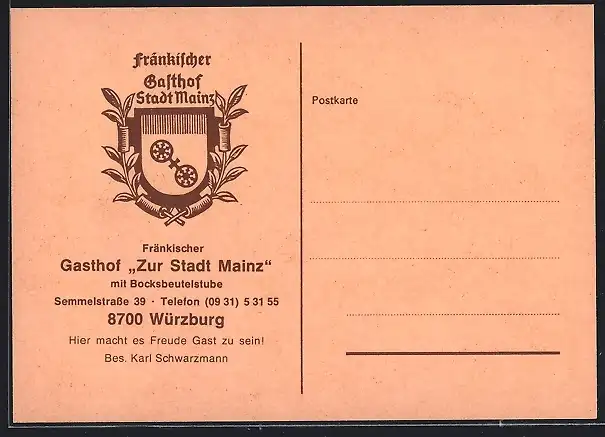 Fränkischer
Gasthof
Stadt Mainz
Fränkischer
Gasthof „Zur Stadt Mainz“
mit Bocksbeutelstube
Semmelstraße 39 · Telefon (09 31) 5 31 55
8700 Würzburg
Hier macht es Freude Gast zu sein!
Bes. Karl Schwarzmann
Postkarte